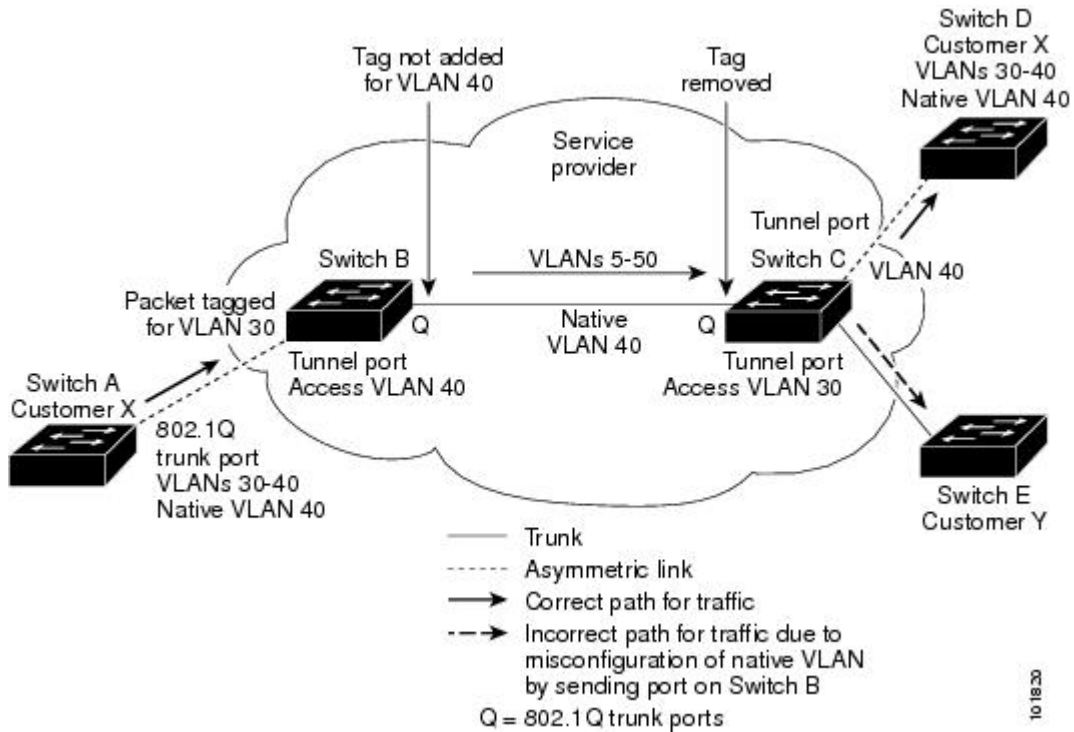 Tag not added
for VLAN 40
Tag
removed
Switch D
Customer X
VLANs 30-40
Native VLAN 40
Service
provider
Tunnel port
Switch B
VLANs 5-50
Switch C
VLAN 40
Packet tagged
for VLAN 30
Q
Native
VLAN 40
Q
Tunnel port
Access VLAN 40
Tunnel port
Access VLAN 30
Switch A
Customer X
802.1Q
trunk port
VLANs 30-40
Native VLAN 40
Switch E
Customer Y
Trunk
Asymmetric link
Correct path for traffic
Incorrect path for traffic due to
misconfiguration of native VLAN
by sending port on Switch B
Q = 802.1Q trunk ports
101820